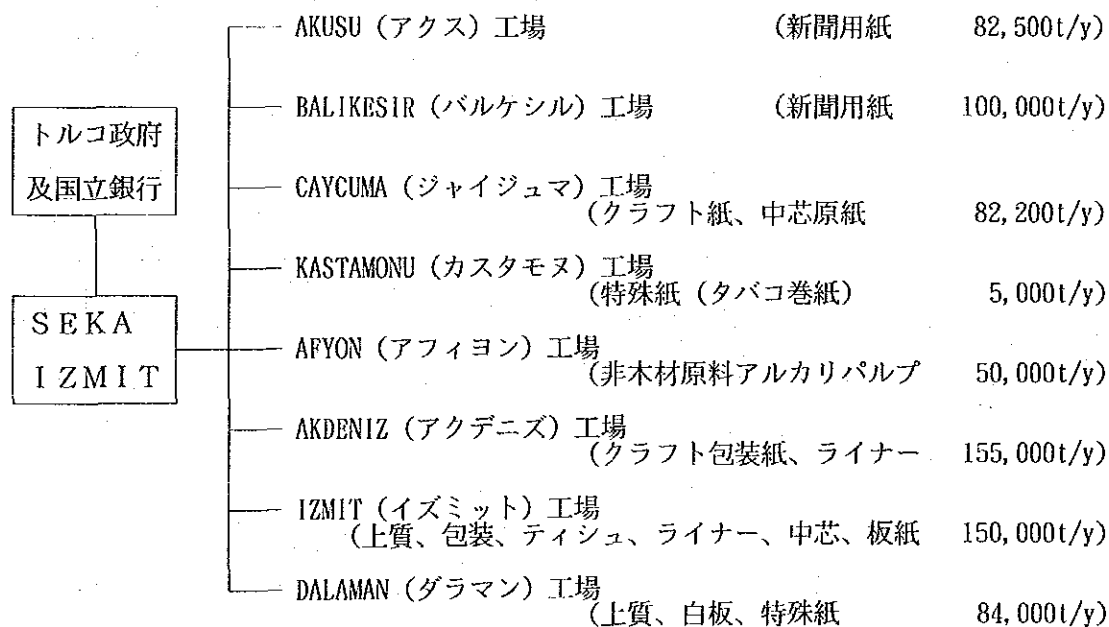 AKUSU (アクス) 工場 (新聞用紙 82,500t/y)
BALIKESIR (バルケシル) 工場 (新聞用紙 100,000t/y)
トルコ政府
及国立銀行
CAYCUMA (ジャイジュマ) 工場
(クラフト紙、中芯原紙 82,200t/y)
KASTAMONU (カスタモヌ) 工場
(特殊紙 (タバコ巻紙) 5,000t/y)
SEKA
IZMIT
AFYON (アフィヨン) 工場
(非木材原料アルカリパルプ 50,000t/y)
AKDENIZ (アクデニズ) 工場
(クラフト包装紙、ライナー 155,000t/y)
IZMIT (イズミット) 工場
(上質、包装、ティシュ、ライナー、中芯、板紙 150,000t/y)
DALAMAN (ダラマン) 工場
(上質、白板、特殊紙 84,000t/y)